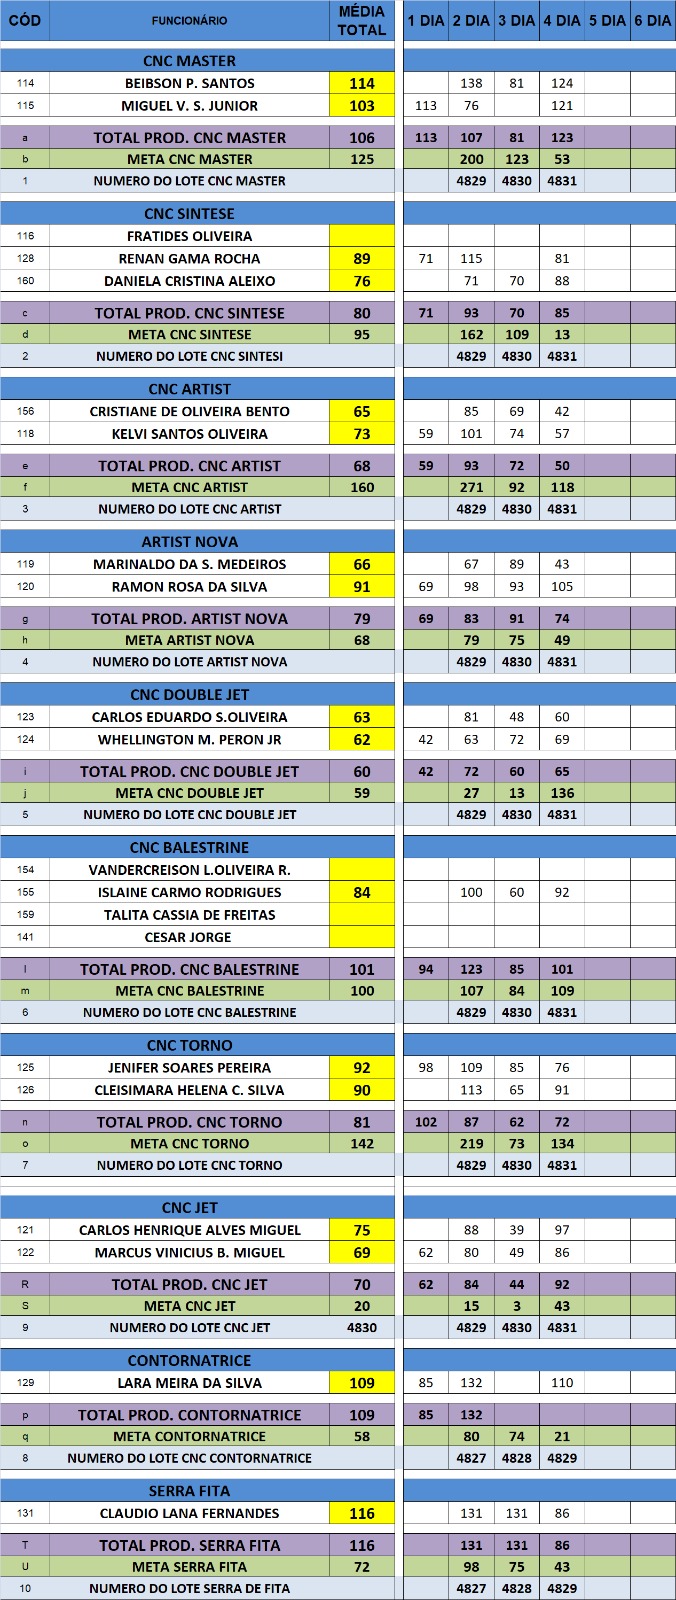 CÓD FUNCIONÁRIO MÉDIA TOTAL 1 DIA 2 DIA 3 DIA 4 DIA 5 DIA 6 DIA
CNC MASTER
114 BEIBSON P. SANTOS 114 138 81 124
115 MIGUEL V. S. JUNIOR 103 113 76 121
a TOTAL PROD. CNC MASTER 106 113 107 81 123
b META CNC MASTER 125 200 123 53
1 NUMERO DO LOTE CNC MASTER 4829 4830 4831
CNC SINTESE
116 FRATIDES OLIVEIRA
128 RENAN GAMA ROCHA 89 71 115 81
160 DANIELA CRISTINA ALEIXO 76 71 70 88
c TOTAL PROD. CNC SINTESE 80 71 93 70 85
d META CNC SINTESE 95 162 109 13
2 NUMERO DO LOTE CNC SINTESI 4829 4830 4831
CNC ARTIST
156 CRISTIANE DE OLIVEIRA BENTO 65 85 69 42
118 KELVI SANTOS OLIVEIRA 73 59 101 74 57
e TOTAL PROD. CNC ARTIST 68 59 93 72 50
f META CNC ARTIST 160 271 92 118
3 NUMERO DO LOTE CNC ARTIST 4829 4830 4831
ARTIST NOVA
119 MARINALDO DA S. MEDEIROS 66 67 89 43
120 RAMON ROSA DA SILVA 91 69 98 93 105
g TOTAL PROD. ARTIST NOVA 79 69 83 91 74
h META ARTIST NOVA 68 79 75 49
4 NUMERO DO LOTE ARTIST NOVA 4829 4830 4831
CNC DOUBLE JET
123 CARLOS EDUARDO S.OLIVEIRA 63 81 48 60
124 WHELLINGTON M. PERON JR 62 42 63 72 69
i TOTAL PROD. CNC DOUBLE JET 60 42 72 60 65
j META CNC DOUBLE JET 59 27 13 136
5 NUMERO DO LOTE CNC DOUBLE JET 4829 4830 4831
CNC BALESTRINE
154 VANDERCREISON L.OLIVEIRA R.
155 ISLAINE CARMO RODRIGUES 84 100 60 92
159 TALITA CASSIA DE FREITAS
141 CESAR JORGE
l TOTAL PROD. CNC BALESTRINE 101 94 123 85 101
m META CNC BALESTRINE 100 107 84 109
6 NUMERO DO LOTE CNC BALESTRINE 4829 4830 4831
CNC TORNO
125 JENIFER SOARES PEREIRA 92 98 109 85 76
126 CLEISIMARA HELENA C. SILVA 90 113 65 91
n TOTAL PROD. CNC TORNO 81 102 87 62 72
o META CNC TORNO 142 219 73 134
7 NUMERO DO LOTE CNC TORNO 4829 4830 4831
CNC JET
121 CARLOS HENRIQUE ALVES MIGUEL 75 88 39 97
122 MARCUS VINICIUS B. MIGUEL 69 62 80 49 86
R TOTAL PROD. CNC JET 70 62 84 44 92
S META CNC JET 20 15 3 43
9 NUMERO DO LOTE CNC JET 4830 4829 4830 4831
CONTORNATRICE
129 LARA MEIRA DA SILVA 109 85 132 110
p TOTAL PROD. CONTORNATRICE 109 85 132
q META CONTORNATRICE 58 80 74 21
8 NUMERO DO LOTE CNC CONTORNATRICE 4827 4828 4829
SERRA FITA
131 CLAUDIO LANA FERNANDES 116 131 131 86
T TOTAL PROD. SERRA FITA 116 131 131 86
U META SERRA FITA 72 98 75 43
10 NUMERO DO LOTE SERRA DE FITA 4827 4828 4829